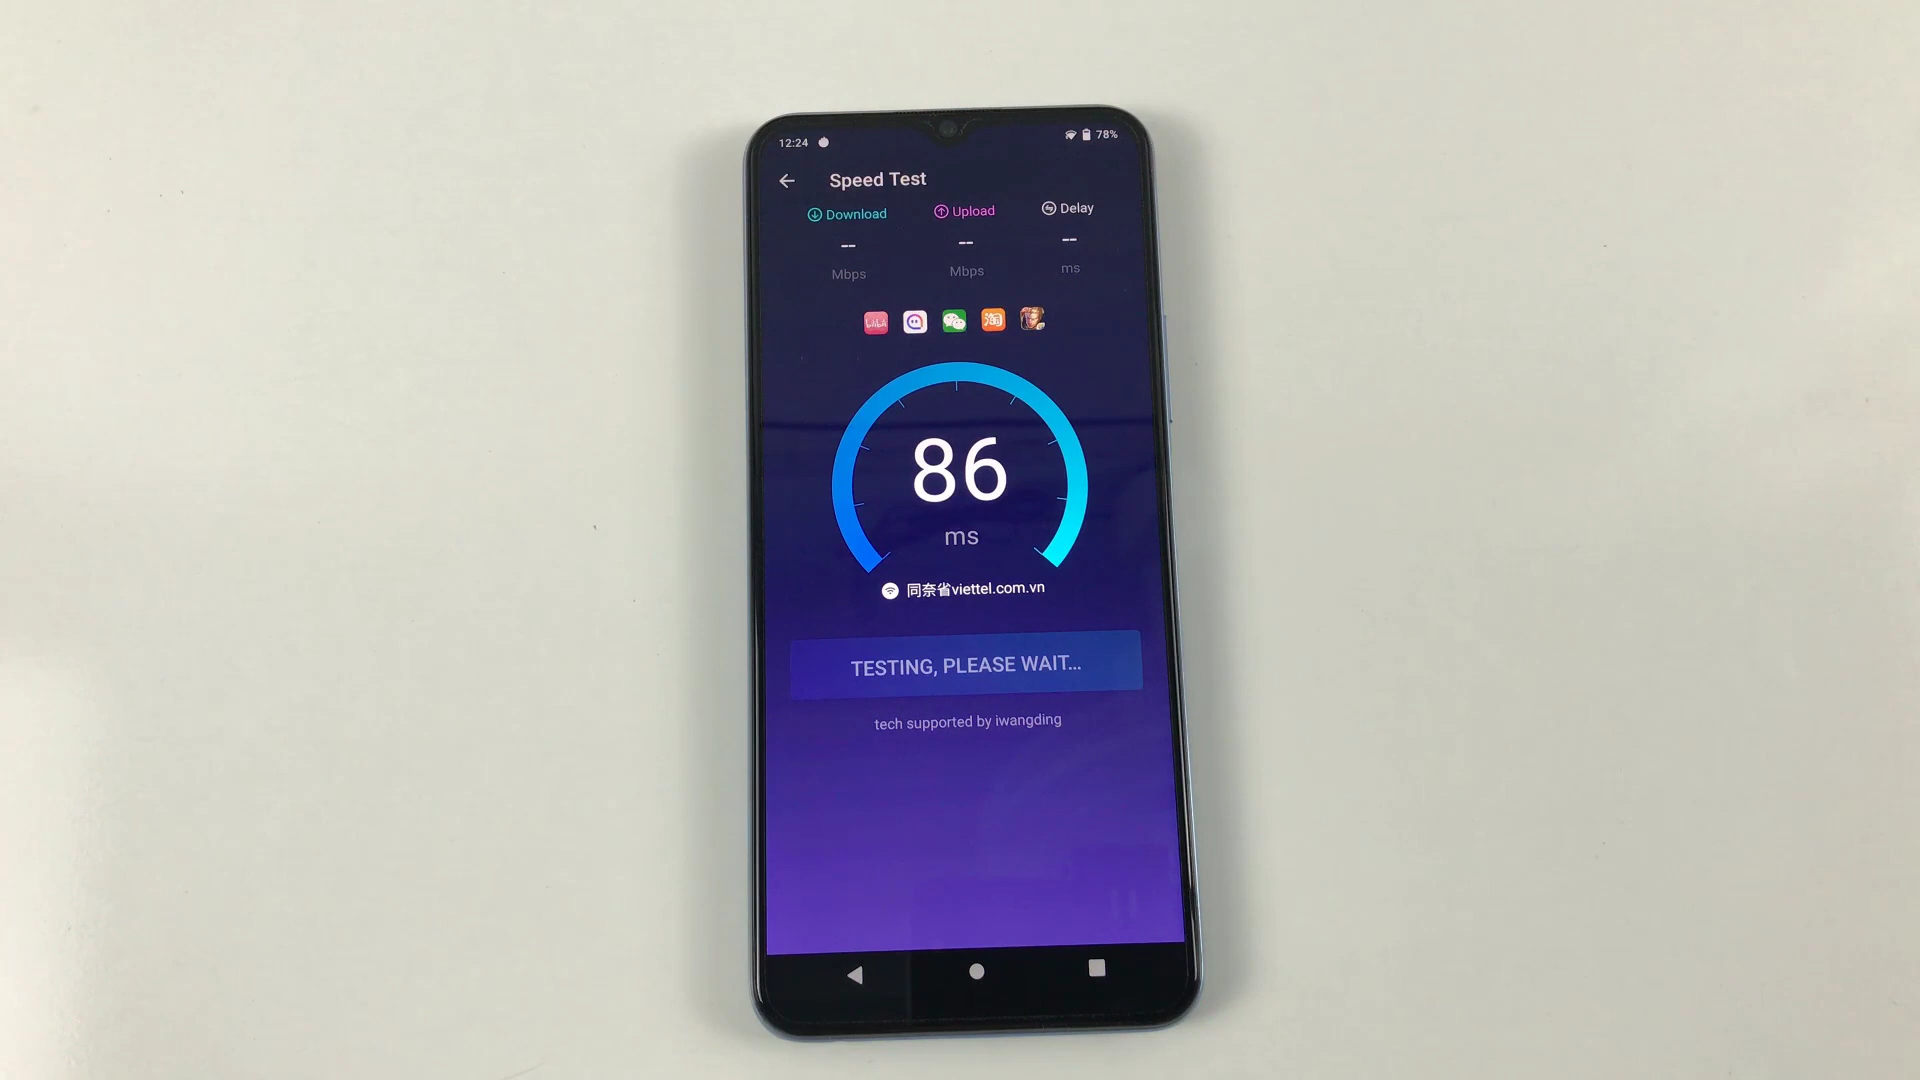 12:24 78%
Speed Test
Download Upload Delay
-- -- --
Mbps Mbps ms
淘
86
ms
同奈省viettel.com.vn
TESTING, PLEASE WAIT...
tech supported by iwangding